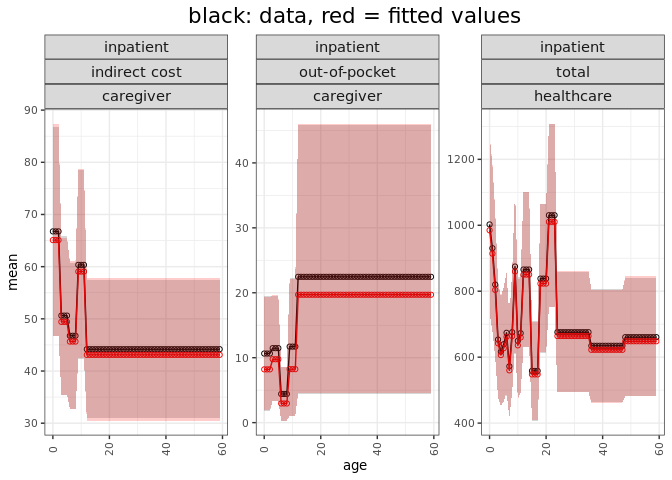 black: data, red = fitted values
inpatient
inpatient
inpatient
indirect cost
out-of-pocket
total
caregiver
caregiver
healthcare
mean
90
80
70
60
50
40
30
40
30
20
10
0
1200
1000
800
600
400
0
20
40
60
0
20
40
60
0
20
40
60
age